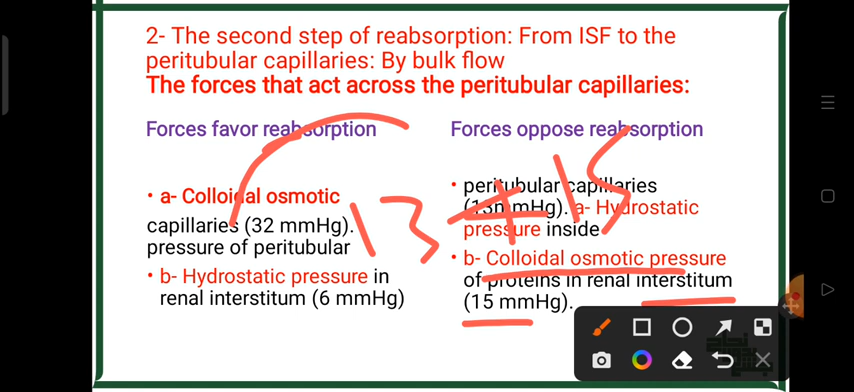 2- The second step of reabsorption: From ISF to the
peritubular capillaries: By bulk flow
The forces that act across the peritubular capillaries:
Forces favor reabsorption
• a- Colloidal osmotic
capillaries (32 mmHg).
pressure of peritubular
• b- Hydrostatic pressure in
renal interstitum (6 mmHg)
Forces oppose reabsorption
• peritubular capillaries
(13mmHg). a- Hydrostatic
pressure inside
• b- Colloidal osmotic pressure
of proteins in renal interstitum
(15 mmHg).
13 + 15